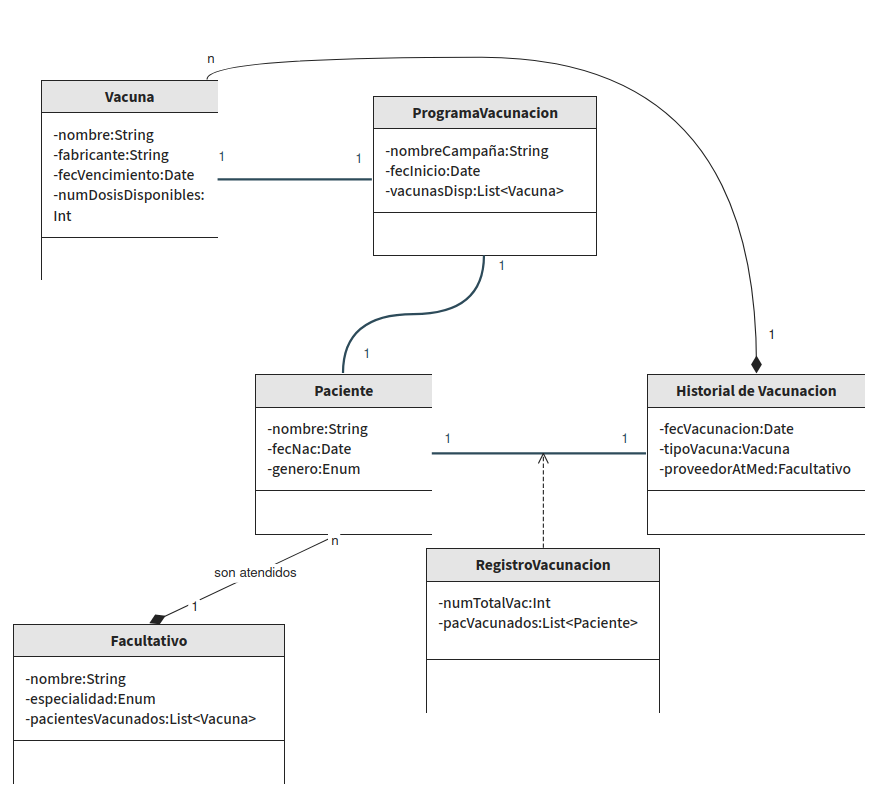 n
Vacuna
-nombre:String
-fabricante:String
-fecVencimiento:Date
-numDosisDisponibles:
Int
1
1
ProgramaVacunacion
-nombreCampaña:String
-fecInicio:Date
-vacunasDisp:List<Vacuna>
1
1
1
Paciente
-nombre:String
-fecNac:Date
-genero:Enum
1
1
Historial de Vacunacion
-fecVacunacion:Date
-tipoVacuna:Vacuna
-proveedorAtMed:Facultativo
n
son atendidos
1
RegistroVacunacion
-numTotalVac:Int
-pacVacunados:List<Paciente>
Facultativo
-nombre:String
-especialidad:Enum
-pacientesVacunados:List<Vacuna>